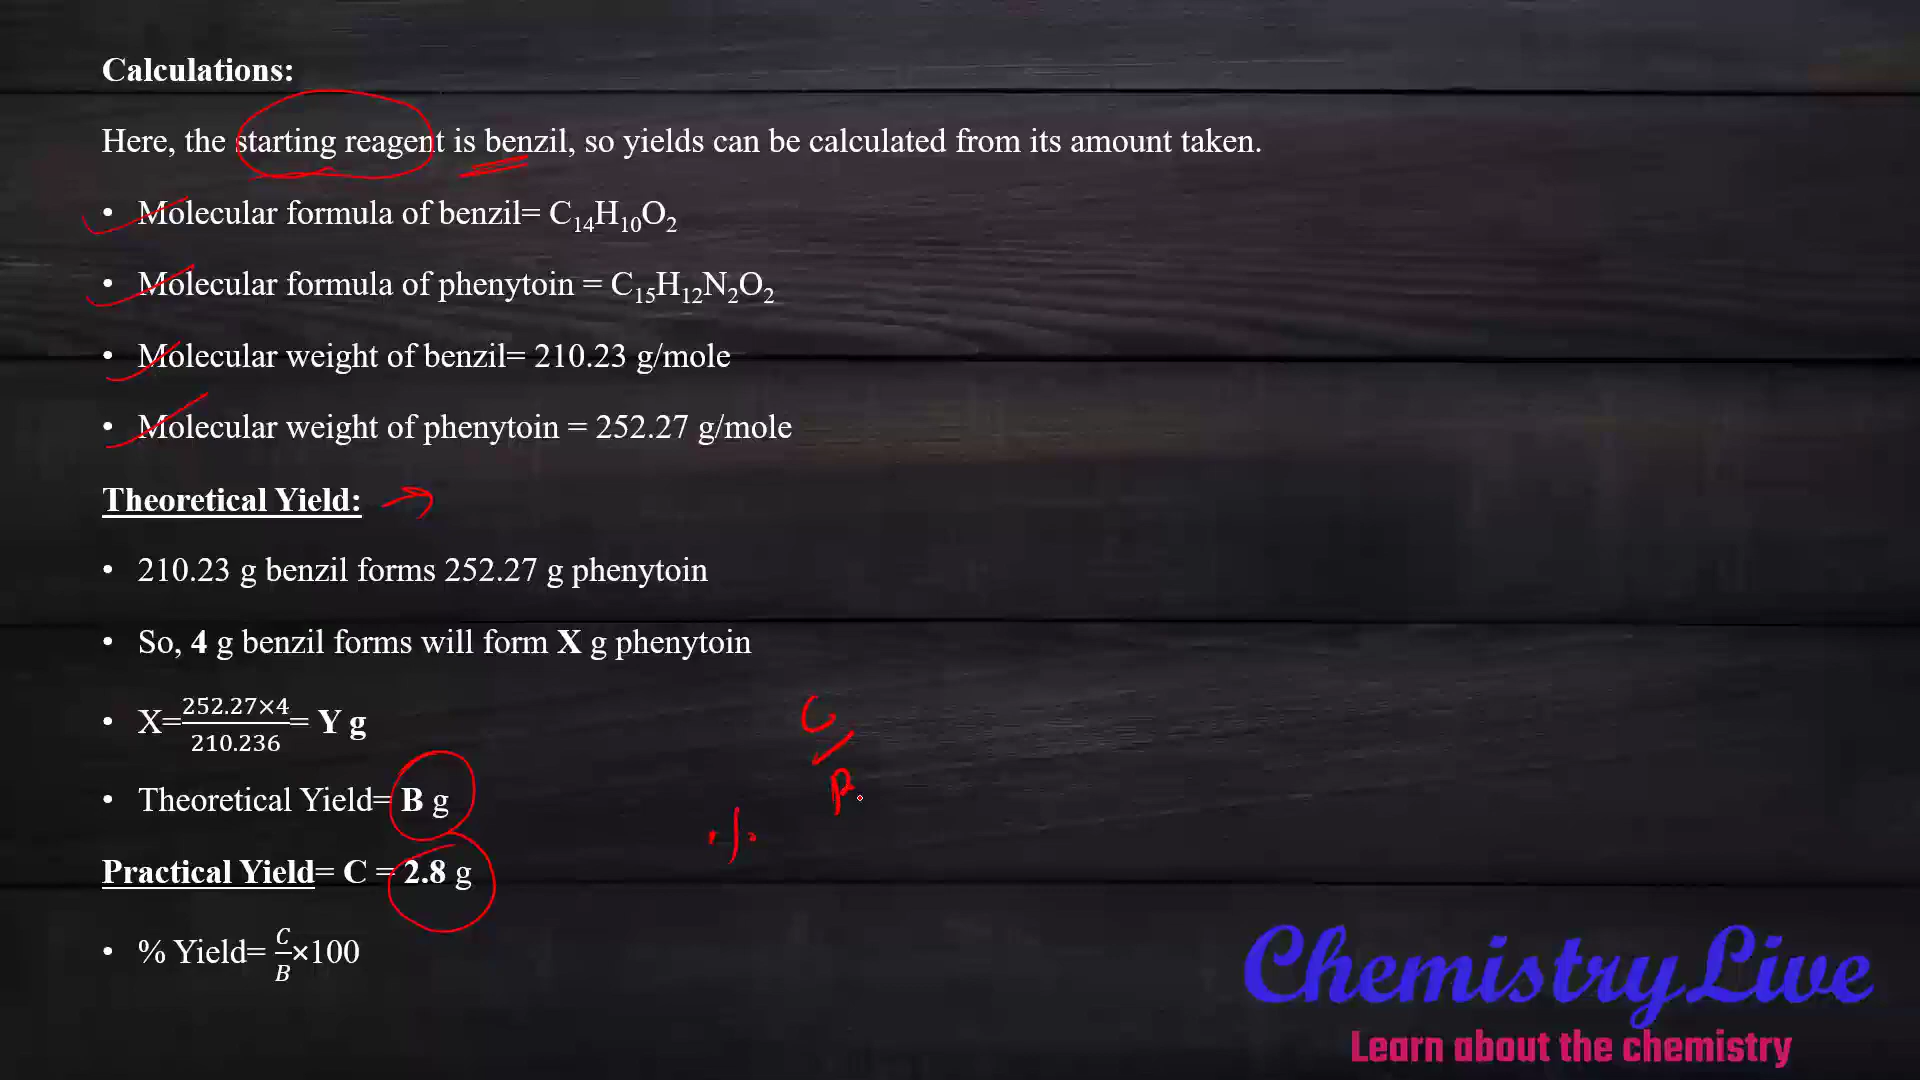 Calculations:
Here, the starting reagent is benzil, so yields can be calculated from its amount taken.
• Molecular formula of benzil= C₁₄H₁₀O₂
• Molecular formula of phenytoin = C₁₅H₁₂N₂O₂
• Molecular weight of benzil= 210.23 g/mole
• Molecular weight of phenytoin = 252.27 g/mole
Theoretical Yield:
• 210.23 g benzil forms 252.27 g phenytoin
• So, 4 g benzil forms will form X g phenytoin
• X=252.27×4/210.236= Y g
• Theoretical Yield= B g
Practical Yield= C = 2.8 g
• % Yield= C/B×100
C
%
ChemistryLive
Learn about the chemistry